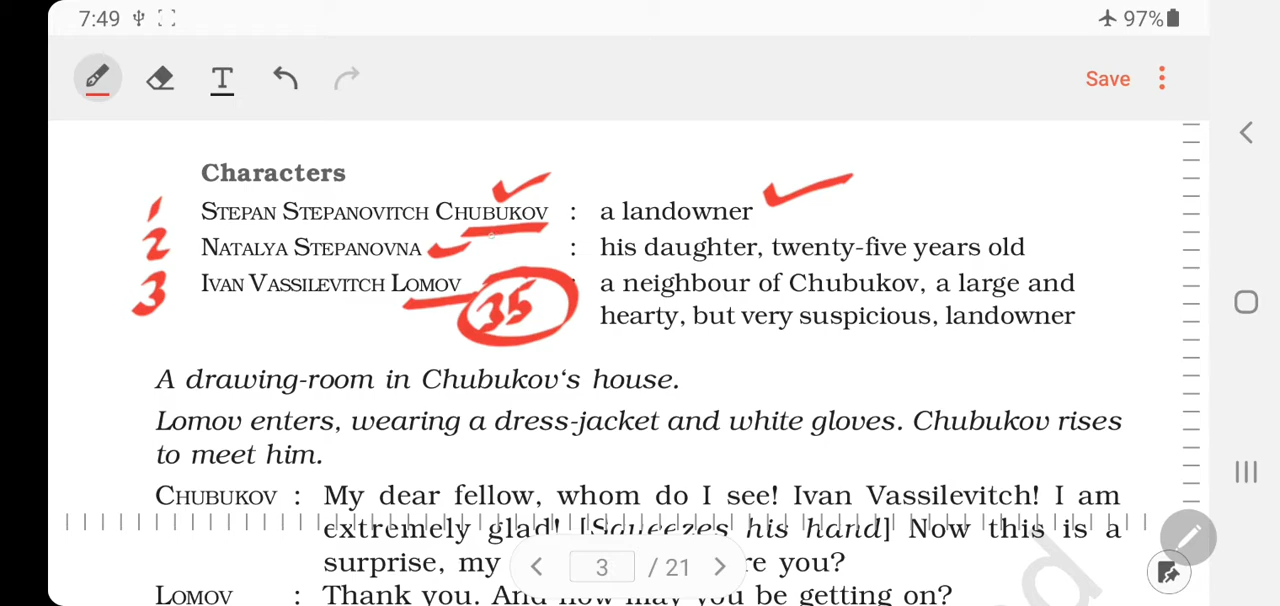 7:49 97%
Save
Characters
1 STEPAN STEPANOVITCH CHUBUKOV : a landowner
2 NATALYA STEPANOVNA : his daughter, twenty-five years old
3 IVAN VASSILEVITCH LOMOV 35 : a neighbour of Chubukov, a large and
hearty, but very suspicious, landowner
A drawing-room in Chubukov‘s house.
Lomov enters, wearing a dress-jacket and white gloves. Chubukov rises
to meet him.
CHUBUKOV : My dear fellow, whom do I see! Ivan Vassilevitch! I am
extremely glad! [Squeezes his hand] Now this is a
surprise, my re you?
3 / 21
LOMOV : Thank you. And how may you be getting on?